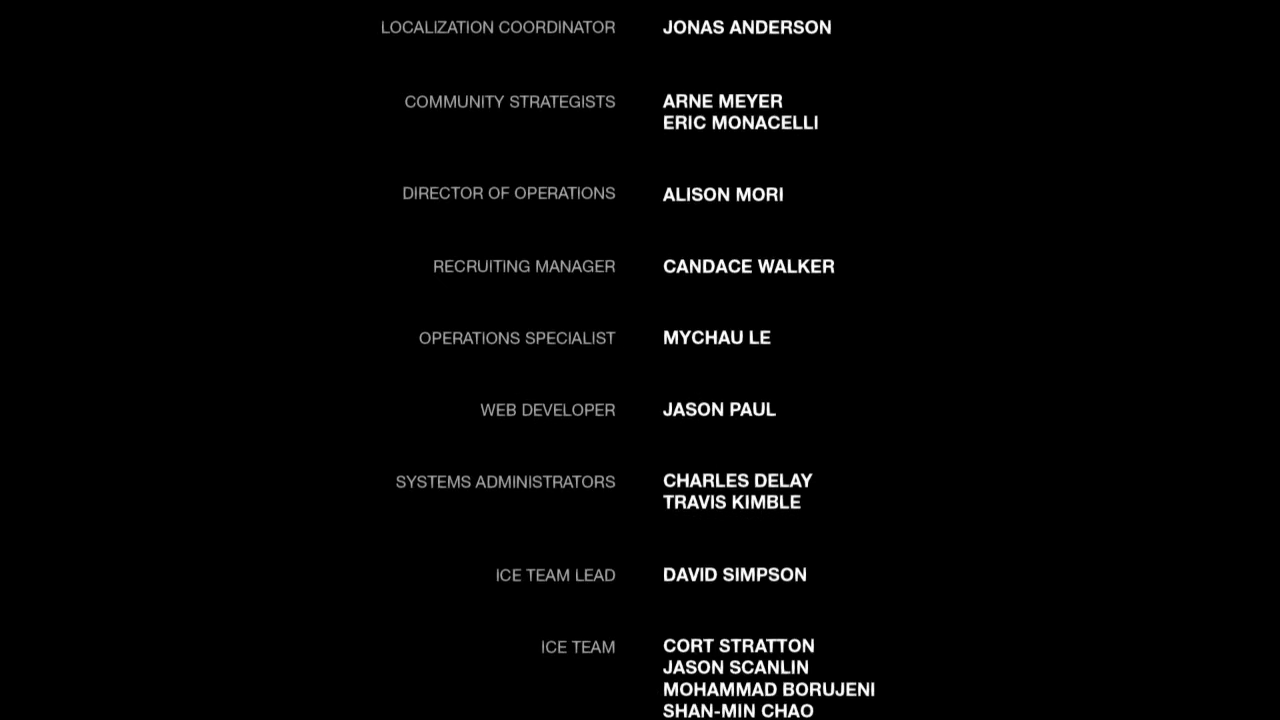 LOCALIZATION COORDINATOR JONAS ANDERSON
COMMUNITY STRATEGISTS ARNE MEYER
ERIC MONACELLI
DIRECTOR OF OPERATIONS ALISON MORI
RECRUITING MANAGER CANDACE WALKER
OPERATIONS SPECIALIST MYCHAU LE
WEB DEVELOPER JASON PAUL
SYSTEMS ADMINISTRATORS CHARLES DELAY
TRAVIS KIMBLE
ICE TEAM LEAD DAVID SIMPSON
ICE TEAM CORT STRATTON
JASON SCANLIN
MOHAMMAD BORUJENI
SHAN-MIN CHAO